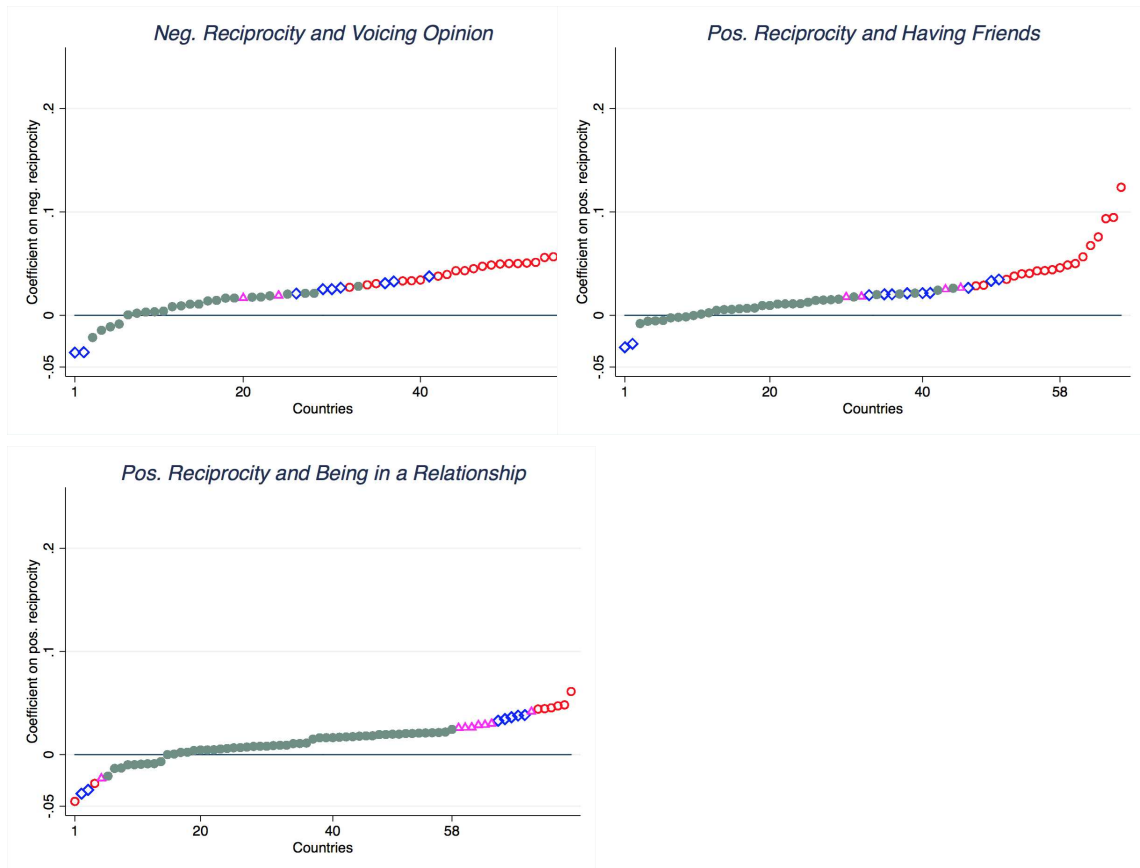 Neg. Reciprocity and Voicing Opinion
Coefficient on neg. reciprocity
.2
.1
0
-.05
1
20
40
Countries
Pos. Reciprocity and Having Friends
Coefficient on pos. reciprocity
.2
.1
0
-.05
1
20
40
58
Countries
Pos. Reciprocity and Being in a Relationship
Coefficient on pos. reciprocity
.2
.1
0
-.05
1
20
40
58
Countries